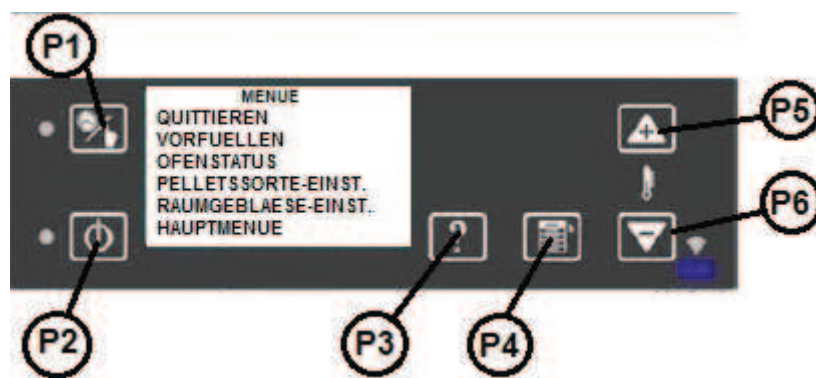 P1
MENUE
QUITTIEREN
VORFUELLEN
OFENSTATUS
PELLETSSORTE-EINST.
RAUMGEBLAESE-EINST.
HAUPTMENUE
P5
+
P6
-
?
P2
P3
P4